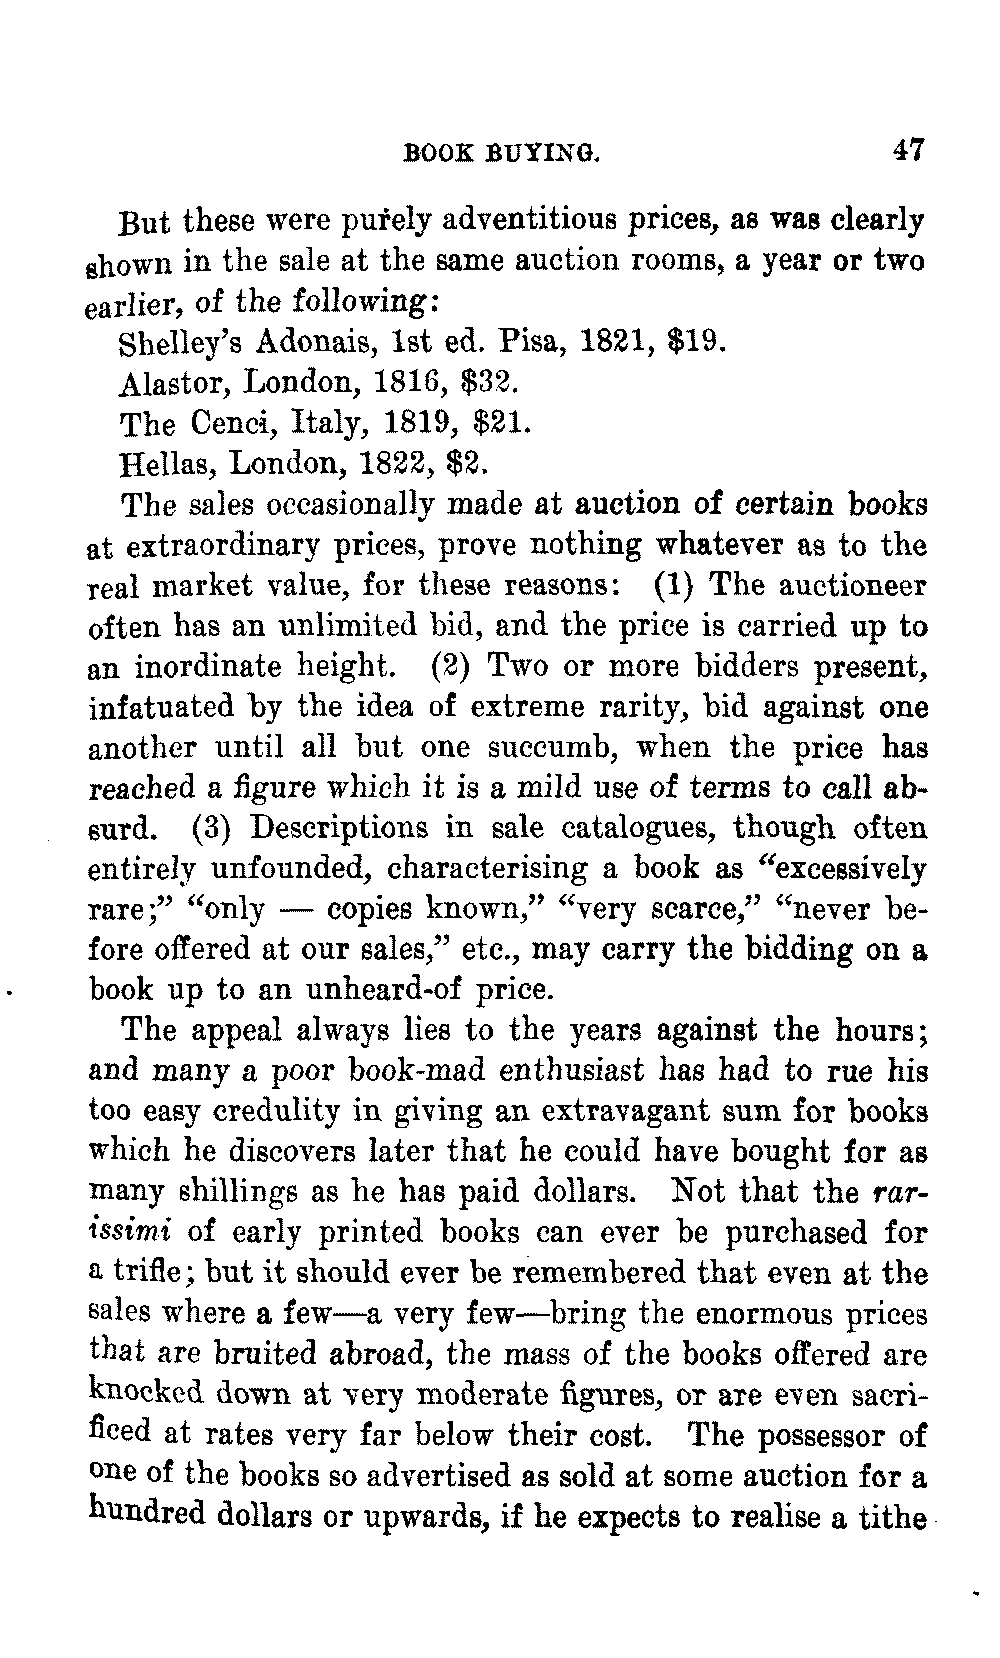 BOOK BUYING. 47
But these were purely adventitious prices, as was clearly
shown in the sale at the same auction rooms, a year or two
earlier, of the following:
Shelley's Adonais, 1st ed. Pisa, 1821, $19.
Alastor, London, 1816, $32.
The Cenci, Italy, 1819, $21.
Hellas, London, 1822, $2.
The sales occasionally made at auction of certain books
at extraordinary prices, prove nothing whatever as to the
real market value, for these reasons: (1) The auctioneer
often has an unlimited bid, and the price is carried up to
an inordinate height. (2) Two or more bidders present,
infatuated by the idea of extreme rarity, bid against one
another until all but one succumb, when the price has
reached a figure which it is a mild use of terms to call ab-
surd. (3) Descriptions in sale catalogues, though often
entirely unfounded, characterising a book as “excessively
rare;” “only — copies known,” “very scarce,” “never be-
fore offered at our sales,” etc., may carry the bidding on a
book up to an unheard-of price.
The appeal always lies to the years against the hours;
and many a poor book-mad enthusiast has had to rue his
too easy credulity in giving an extravagant sum for books
which he discovers later that he could have bought for as
many shillings as he has paid dollars. Not that the rar-
issimi of early printed books can ever be purchased for
a trifle; but it should ever be remembered that even at the
sales where a few—a very few—bring the enormous prices
that are bruited abroad, the mass of the books offered are
knocked down at very moderate figures, or are even sacri-
ficed at rates very far below their cost. The possessor of
one of the books so advertised as sold at some auction for a
hundred dollars or upwards, if he expects to realise a tithe